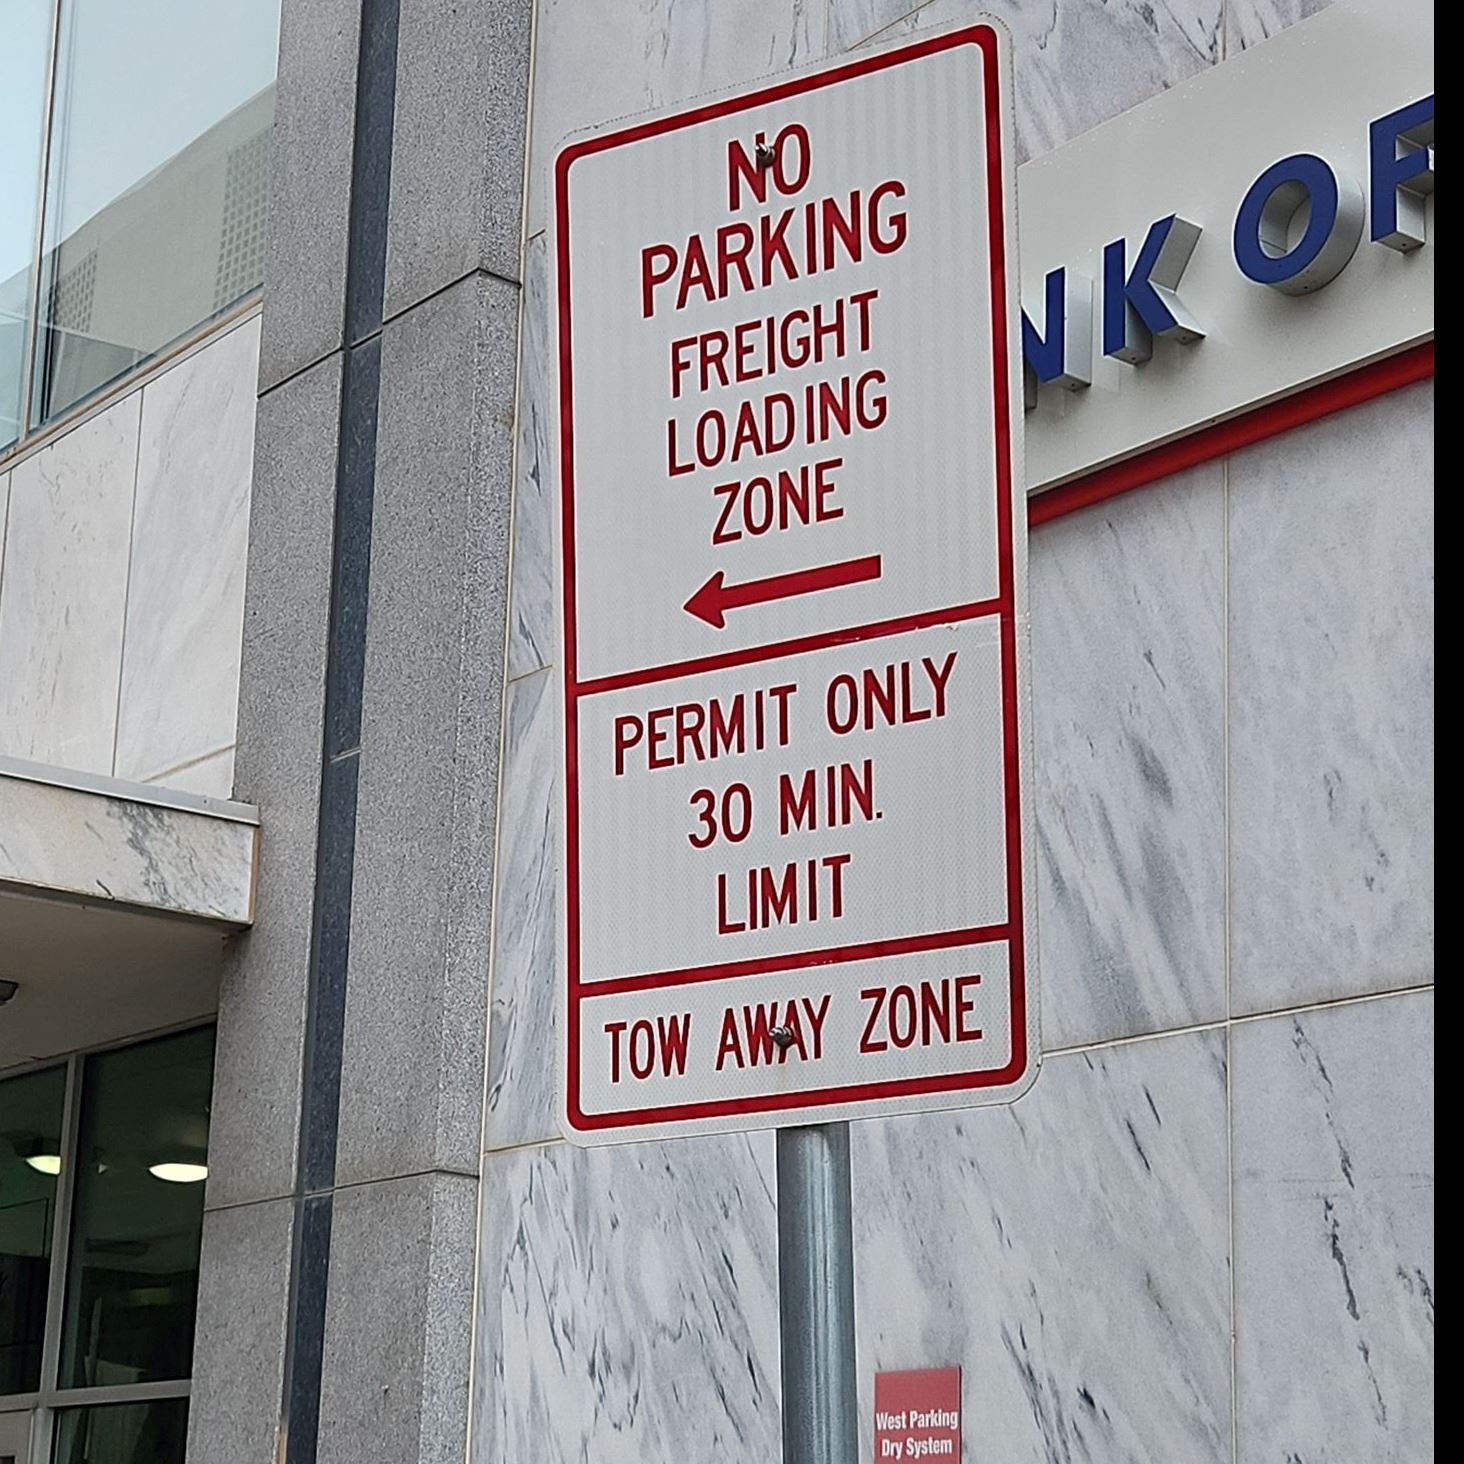 NO
PARKING
FREIGHT
LOADING
ZONE
PERMIT ONLY
30 MIN.
LIMIT
TOW AWAY ZONE
NK OF
West Parking
Dry System